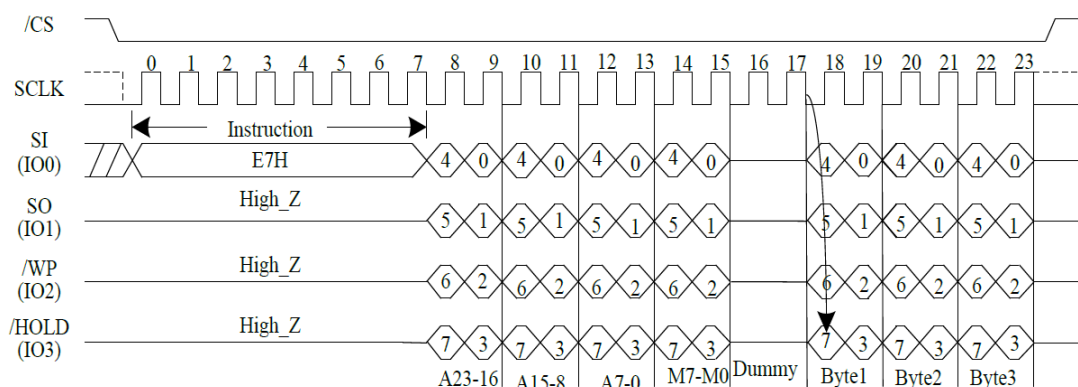 /CS
0 1 2 3 4 5 6 7 8 9 10 11 12 13 14 15 16 17 18 19 20 21 22 23
SCLK
Instruction
SI
(IO0)
E7H
4 0 4 0 4 0 4 0 4 0 4 0 4 0
High_Z
SO
(IO1)
5 1 5 1 5 1 5 1 5 1 5 1 5 1
High_Z
/WP
(IO2)
6 2 6 2 6 2 6 2 6 2 6 2 6 2
High_Z
/HOLD
(IO3)
7 3 7 3 7 3 7 3 7 3 7 3 7 3
A23-16 A15-8 A7-0 M7-M0 Dummy Byte1 Byte2 Byte3